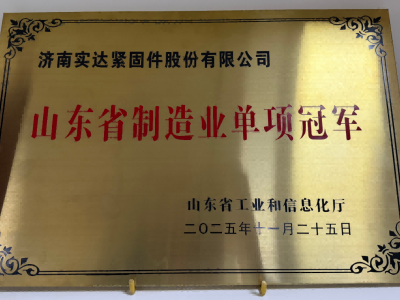 济南实达紧固件股份有限公司
山东省制造业单项冠军
山东省工业和信息化厅
二〇二五年十一月二十五日